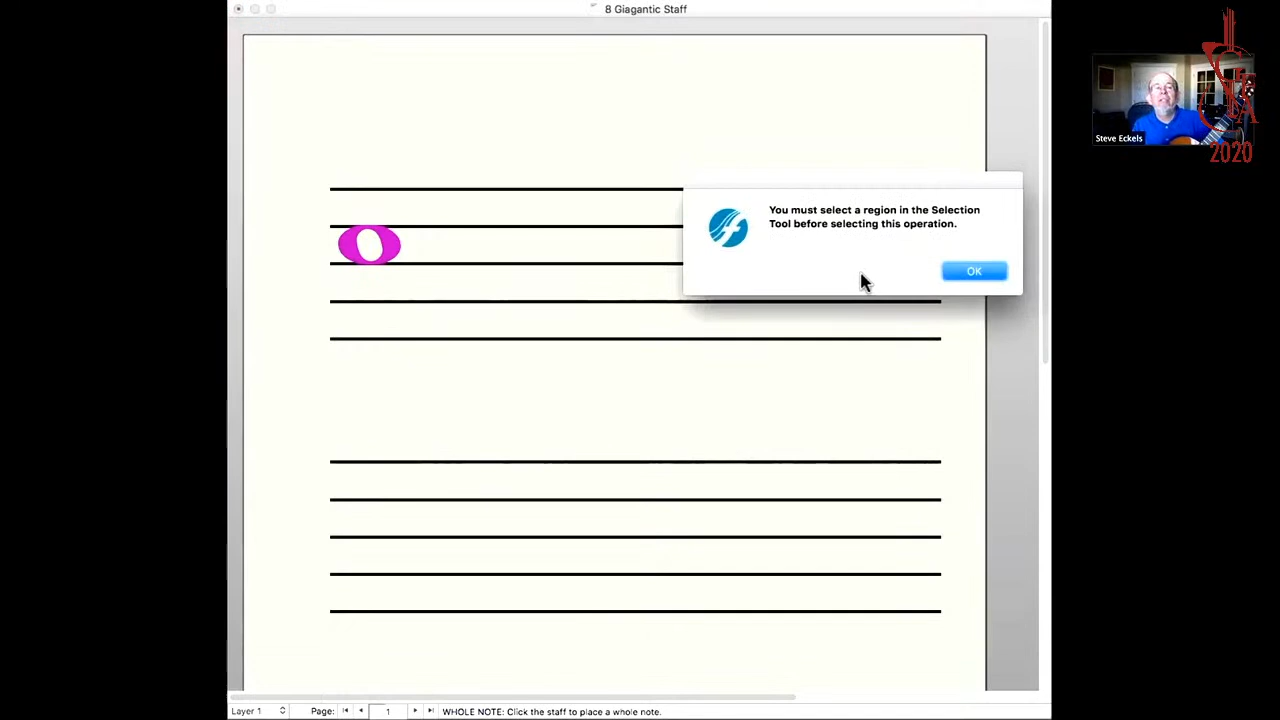 8 Giagantic Staff
You must select a region in the Selection
Tool before selecting this operation.
OK
Steve Eckels
GFA
2020
Layer 1
Page:
1
WHOLE NOTE: Click the staff to place a whole note.